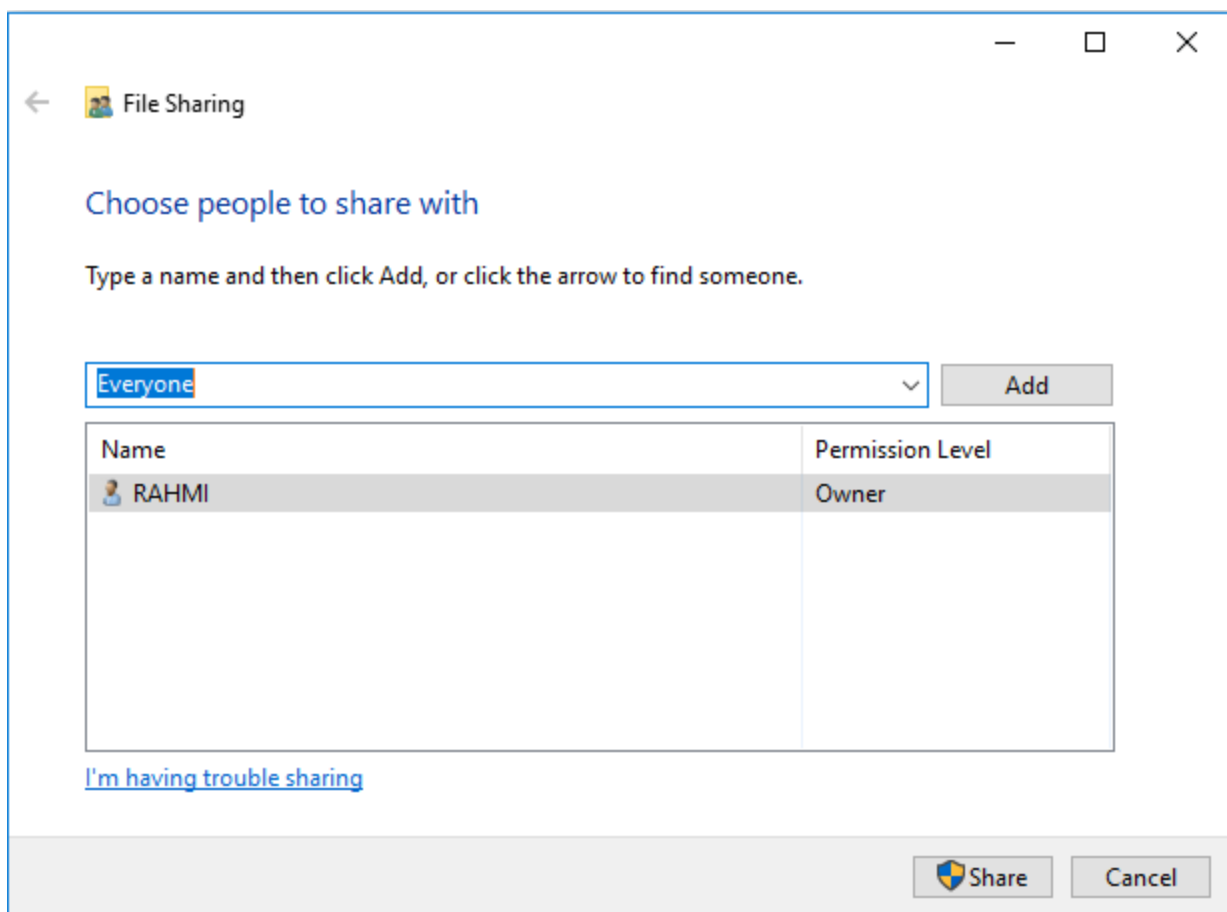 File Sharing
Choose people to share with
Type a name and then click Add, or click the arrow to find someone.
Everyone Add
Name Permission Level
RAHMI Owner
I'm having trouble sharing
Share Cancel